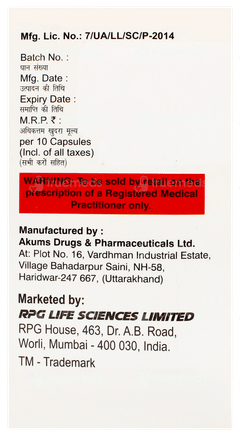 Mfg. Lic. No.: 7/UA/LL/SC/P-2014
Batch No. :
घान संख्या
Mfg. Date :
उत्पादन की तिथि
Expiry Date :
समाप्ति की तिथि
M.R.P. ₹ :
अधिकतम खुदरा मूल्य
per 10 Capsules
(Incl. of all taxes)
(सभी करों सहित)
WARNING: To be sold by retail on the
prescription of a Registered Medical
Practitioner only.
Manufactured by :
Akums Drugs & Pharmaceuticals Ltd.
At: Plot No. 16, Vardhman Industrial Estate,
Village Bahadarpur Saini, NH-58,
Haridwar-247 667, (Uttarakhand)
Marketed by:
RPG LIFE SCIENCES LIMITED
RPG House, 463, Dr. A.B. Road,
Worli, Mumbai - 400 030, India.
TM - Trademark